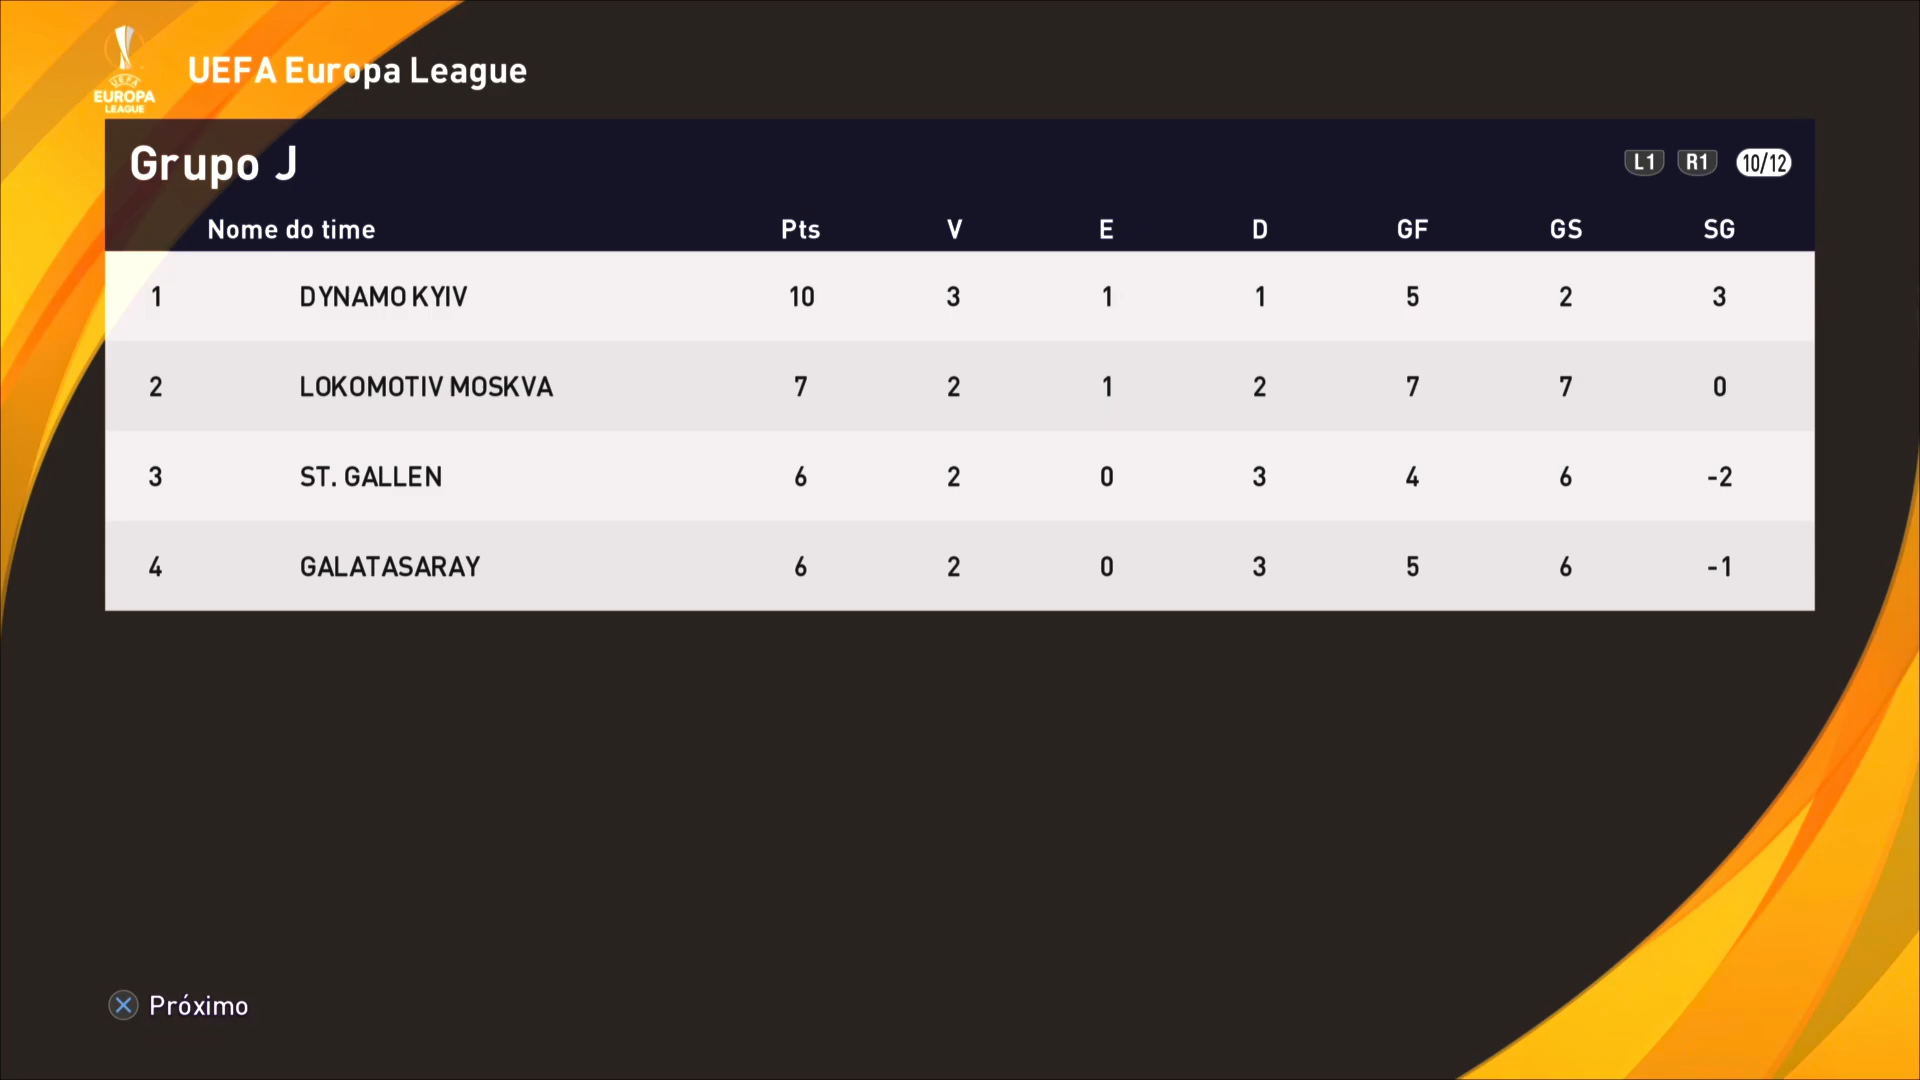 UEFA
EUROPA
LEAGUE
UEFA Europa League
Grupo J
L1 R1 10/12
Nome do time Pts V E D GF GS SG
1 DYNAMO KYIV 10 3 1 1 5 2 3
2 LOKOMOTIV MOSKVA 7 2 1 2 7 7 0
3 ST. GALLEN 6 2 0 3 4 6 -2
4 GALATASARAY 6 2 0 3 5 6 -1
Próximo